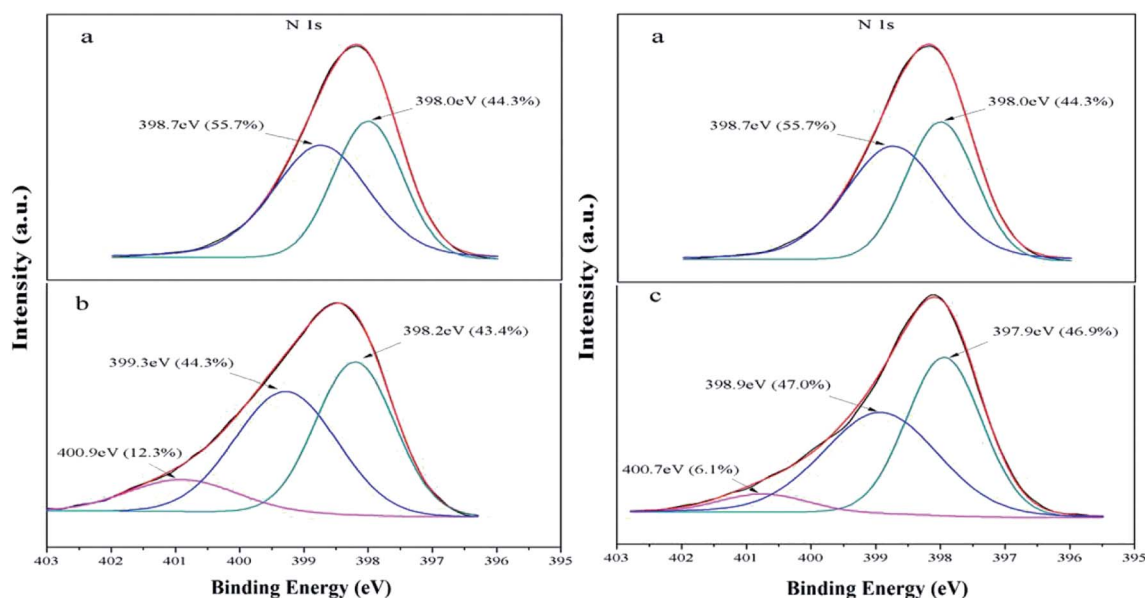 N 1s
a
398.0eV (44.3%)
398.7eV (55.7%)
b
398.2eV (43.4%)
399.3eV (44.3%)
400.9eV (12.3%)
403 402 401 400 399 398 397 396 395
Binding Energy (eV)
Intensity (a.u.)
N 1s
a
398.0eV (44.3%)
398.7eV (55.7%)
c
397.9eV (46.9%)
398.9eV (47.0%)
400.7eV (6.1%)
403 402 401 400 399 398 397 396 395
Binding Energy (eV)
Intensity (a.u.)